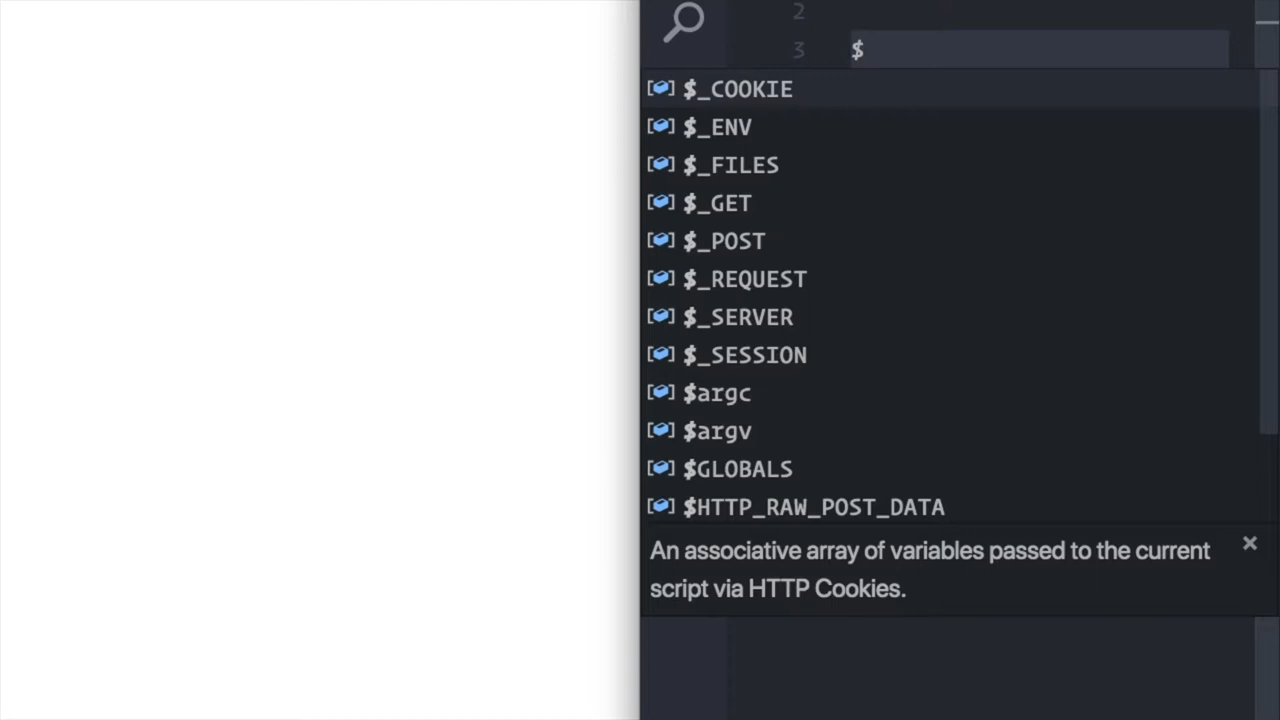 2
3 $
$_COOKIE
$_ENV
$_FILES
$_GET
$_POST
$_REQUEST
$_SERVER
$_SESSION
$argc
$argv
$GLOBALS
$HTTP_RAW_POST_DATA
An associative array of variables passed to the current
script via HTTP Cookies.